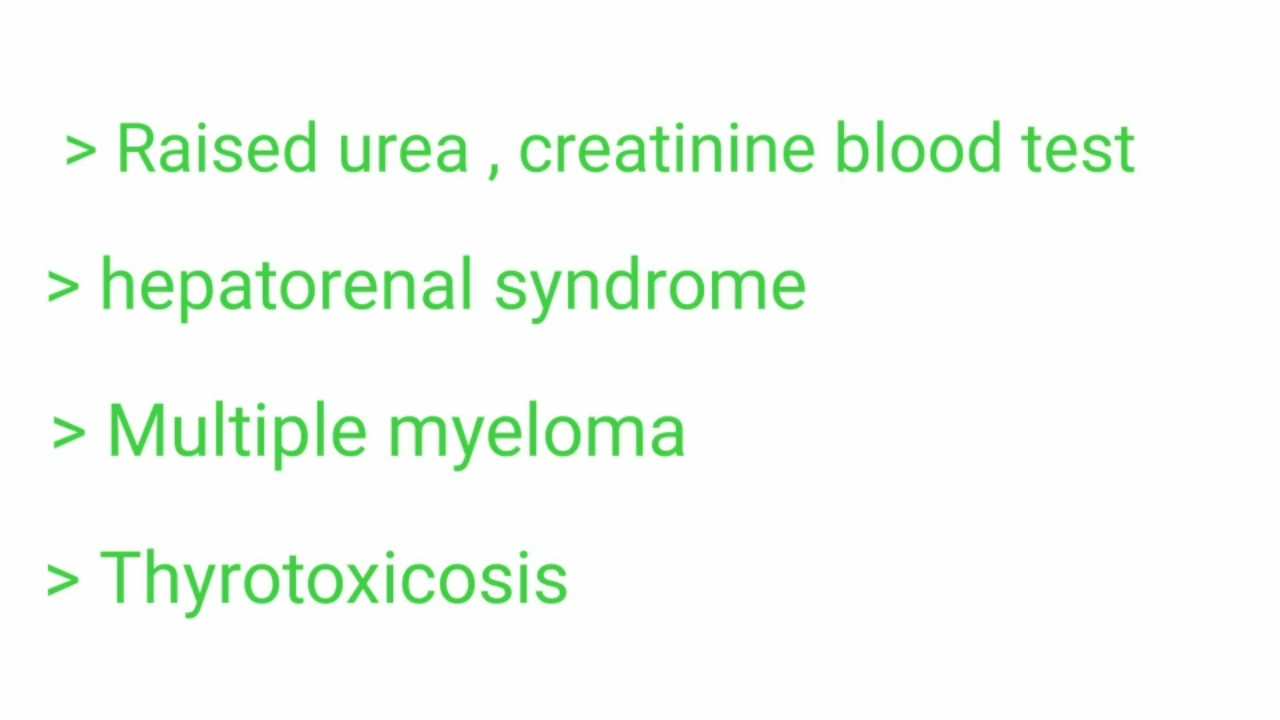 > Raised urea , creatinine blood test
> hepatorenal syndrome
> Multiple myeloma
> Thyrotoxicosis